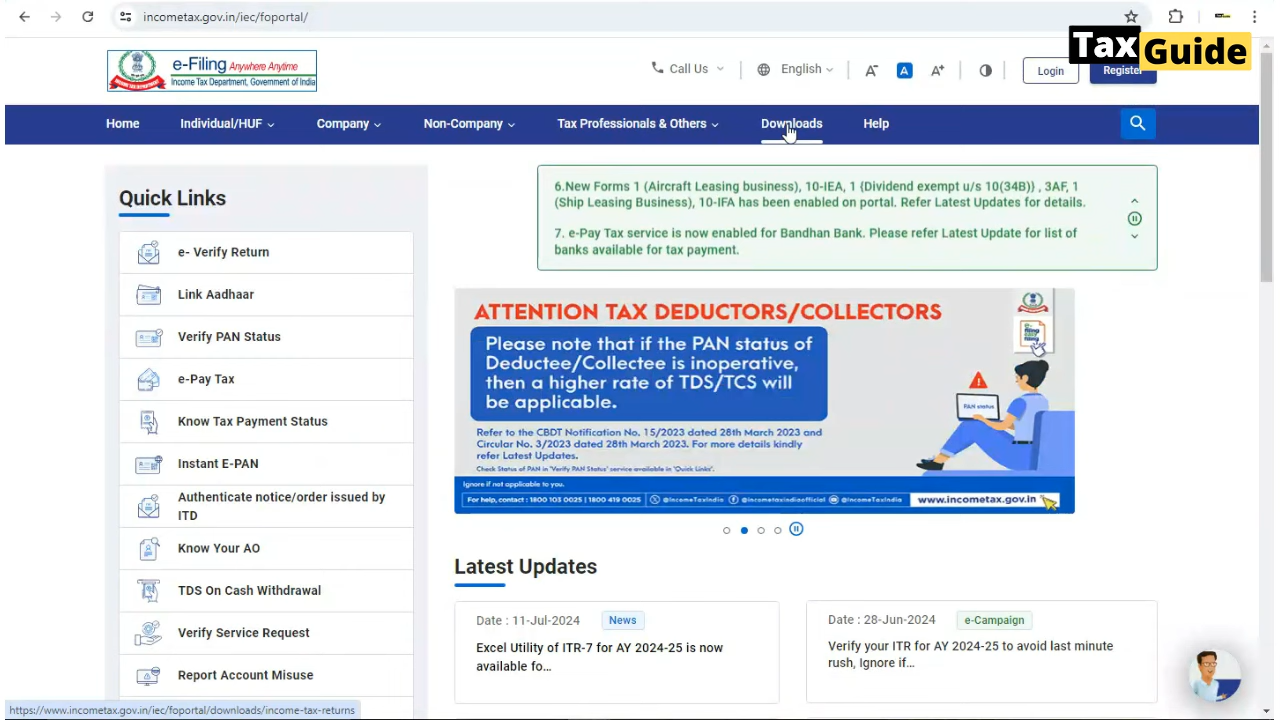 incometax.gov.in/iec/foportal/
Tax Guide
e-Filing Anywhere Anytime
Income Tax Department, Government of India
Call Us
English
A-
A
A+
Login
Register
Home
Individual/HUF
Company
Non-Company
Tax Professionals & Others
Downloads
Help
Quick Links
e- Verify Return
Link Aadhaar
Verify PAN Status
e-Pay Tax
Know Tax Payment Status
Instant E-PAN
Authenticate notice/order issued by
ITD
Know Your AO
TDS On Cash Withdrawal
Verify Service Request
Report Account Misuse
6.New Forms 1 (Aircraft Leasing business), 10-IEA, 1 {Dividend exempt u/s 10(34B)} , 3AF, 1
(Ship Leasing Business), 10-IFA has been enabled on portal. Refer Latest Updates for details.
7. e-Pay Tax service is now enabled for Bandhan Bank. Please refer Latest Update for list of
banks available for tax payment.
ATTENTION TAX DEDUCTORS/COLLECTORS
Please note that if the PAN status of
Deductee/Collectee is inoperative,
then a higher rate of TDS/TCS will
be applicable.
Refer to the CBDT Notification No. 15/2023 dated 28th March 2023 and
Circular No. 3/2023 dated 28th March 2023. For more details kindly
refer Latest Updates.
Check Status of PAN in 'Verify PAN Status' service available in "Quick Links".
PAN status
Ignore if not applicable to you.
For help, contact : 1800 103 0025 | 1800 419 0025
@IncomeTaxIndia
@incometaxindiaofficial
@IncomeTaxIndia
www.incometax.gov.in
Latest Updates
Date : 11-Jul-2024 News
Excel Utility of ITR-7 for AY 2024-25 is now
available fo...
Date : 28-Jun-2024 e-Campaign
Verify your ITR for AY 2024-25 to avoid last minute
rush, Ignore if...
https://www.incometax.gov.in/iec/foportal/downloads/income-tax-returns